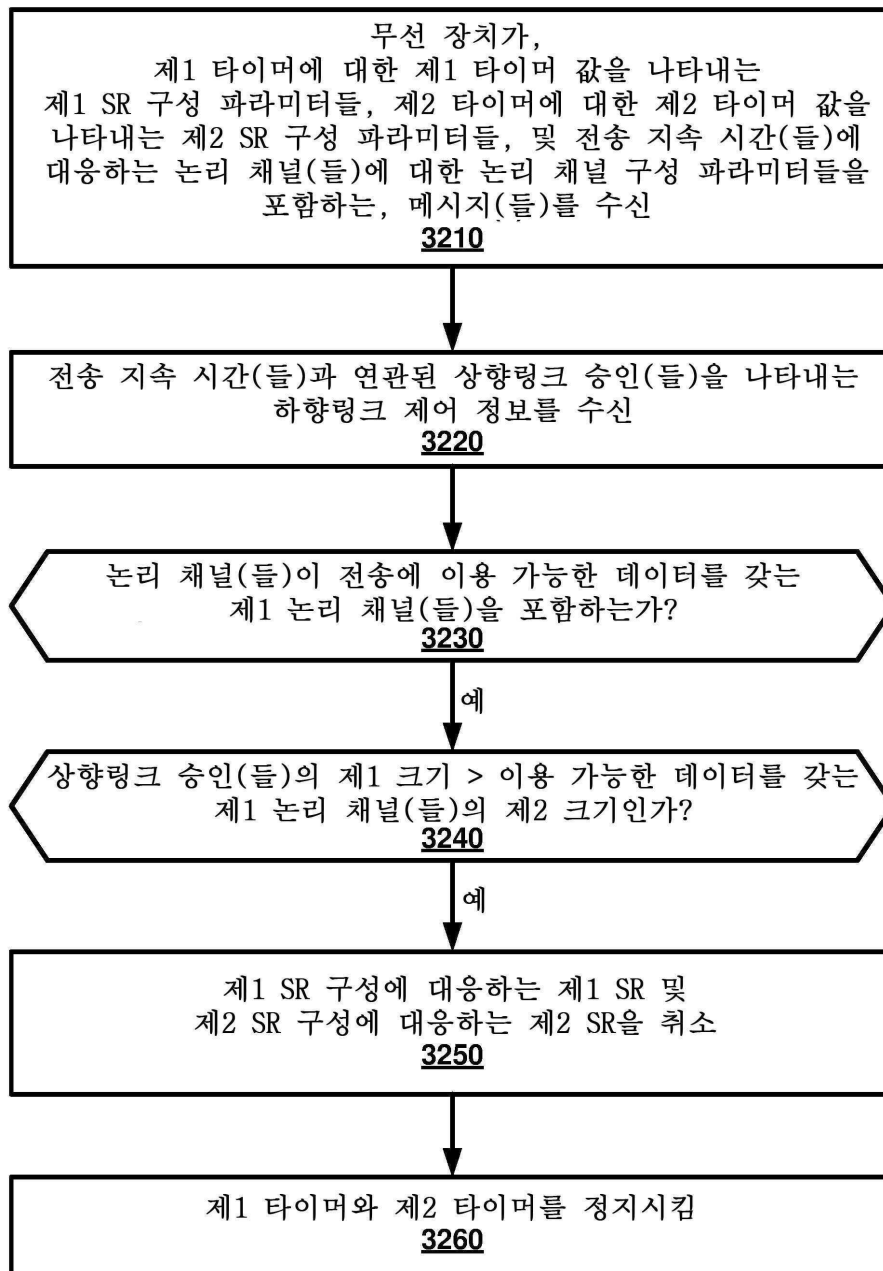 무선 장치가,
제1 타이머에 대한 제1 타이머 값을 나타내는
제1 SR 구성 파라미터들, 제2 타이머에 대한 제2 타이머 값을
나타내는 제2 SR 구성 파라미터들, 및 전송 지속 시간(들)에
대응하는 논리 채널(들)에 대한 논리 채널 구성 파라미터들을
포함하는, 메시지(들)를 수신
3210
전송 지속 시간(들)과 연관된 상향링크 승인(들)을 나타내는
하향링크 제어 정보를 수신
3220
논리 채널(들)이 전송에 이용 가능한 데이터를 갖는
제1 논리 채널(들)을 포함하는가?
3230
예
상향링크 승인(들)의 제1 크기 > 이용 가능한 데이터를 갖는
제1 논리 채널(들)의 제2 크기인가?
3240
예
제1 SR 구성에 대응하는 제1 SR 및
제2 SR 구성에 대응하는 제2 SR을 취소
3250
제1 타이머와 제2 타이머를 정지시킴
3260